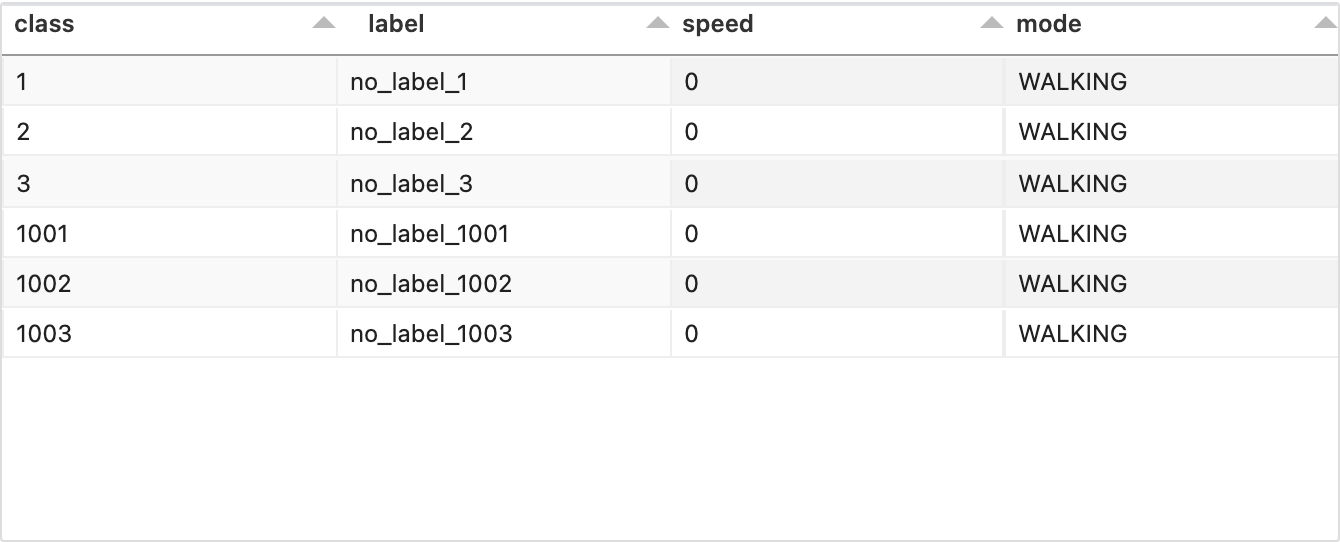 class label speed mode
1 no_label_1 0 WALKING
2 no_label_2 0 WALKING
3 no_label_3 0 WALKING
1001 no_label_1001 0 WALKING
1002 no_label_1002 0 WALKING
1003 no_label_1003 0 WALKING